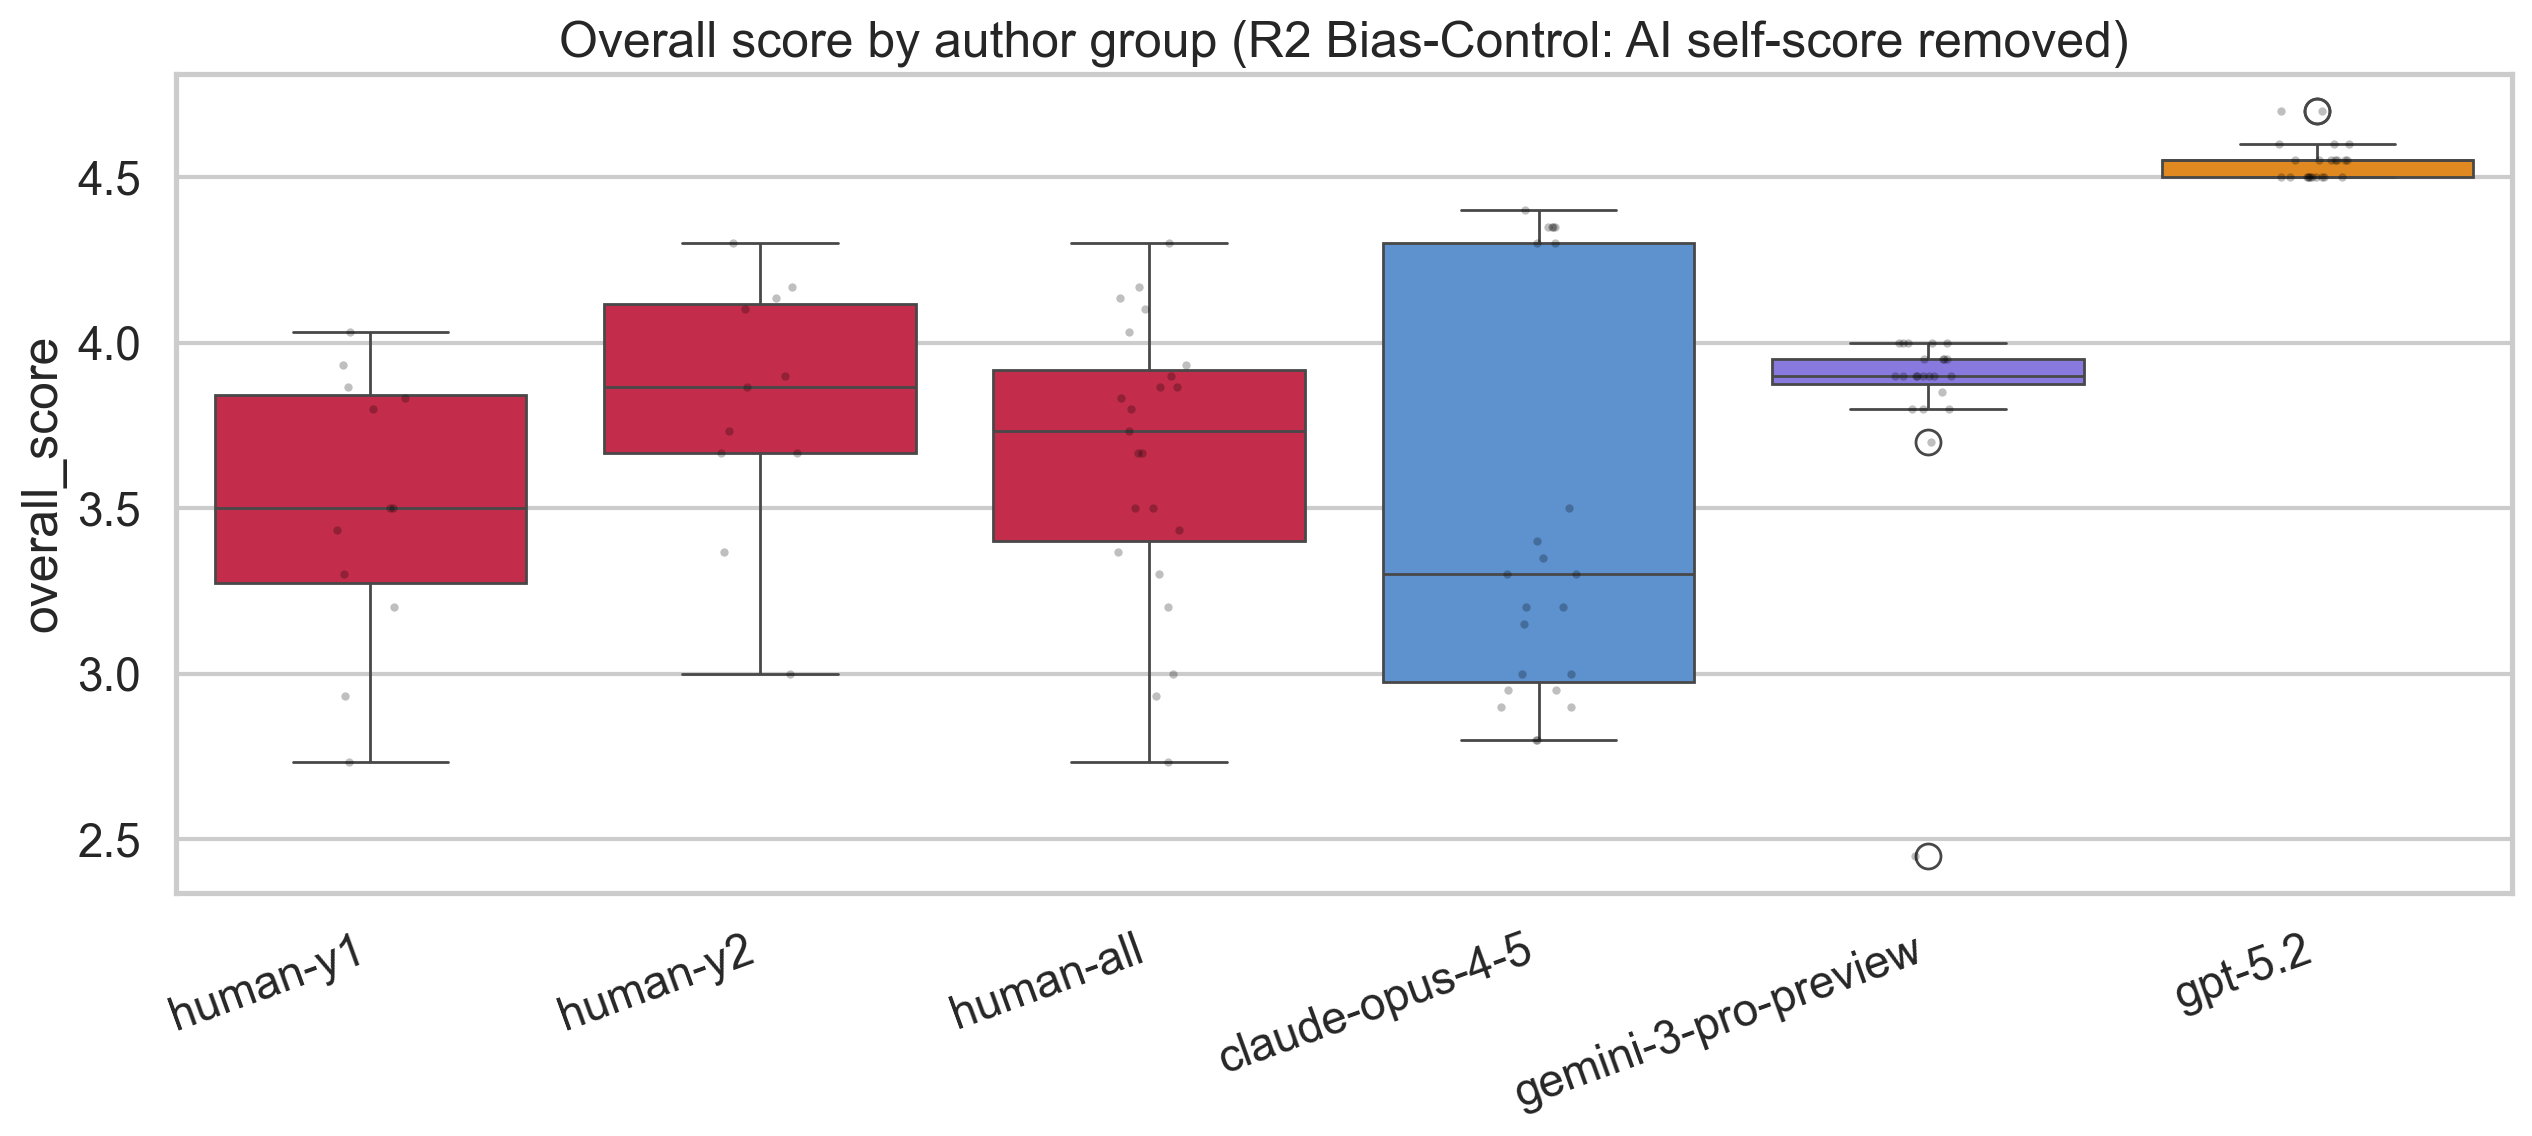 Overall score by author group (R2 Bias-Control: AI self-score removed)
overall_score
4.5
4.0
3.5
3.0
2.5
human-y1
human-y2
human-all
claude-opus-4-5
gemini-3-pro-preview
gpt-5.2